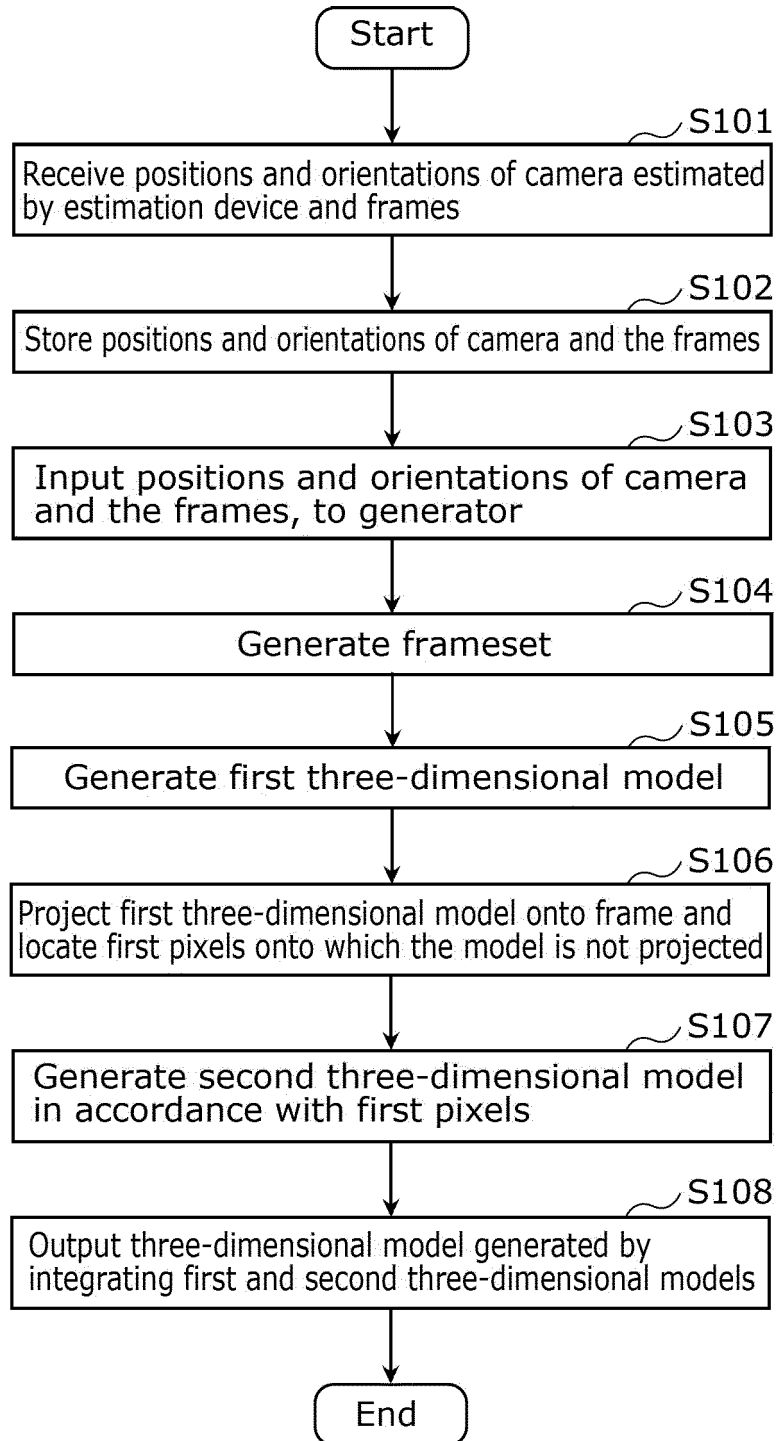 Start
S101
Receive positions and orientations of camera estimated
by estimation device and frames
S102
Store positions and orientations of camera and the frames
S103
Input positions and orientations of camera
and the frames, to generator
S104
Generate frameset
S105
Generate first three-dimensional model
S106
Project first three-dimensional model onto frame and
locate first pixels onto which the model is not projected
S107
Generate second three-dimensional model
in accordance with first pixels
S108
Output three-dimensional model generated by
integrating first and second three-dimensional models
End